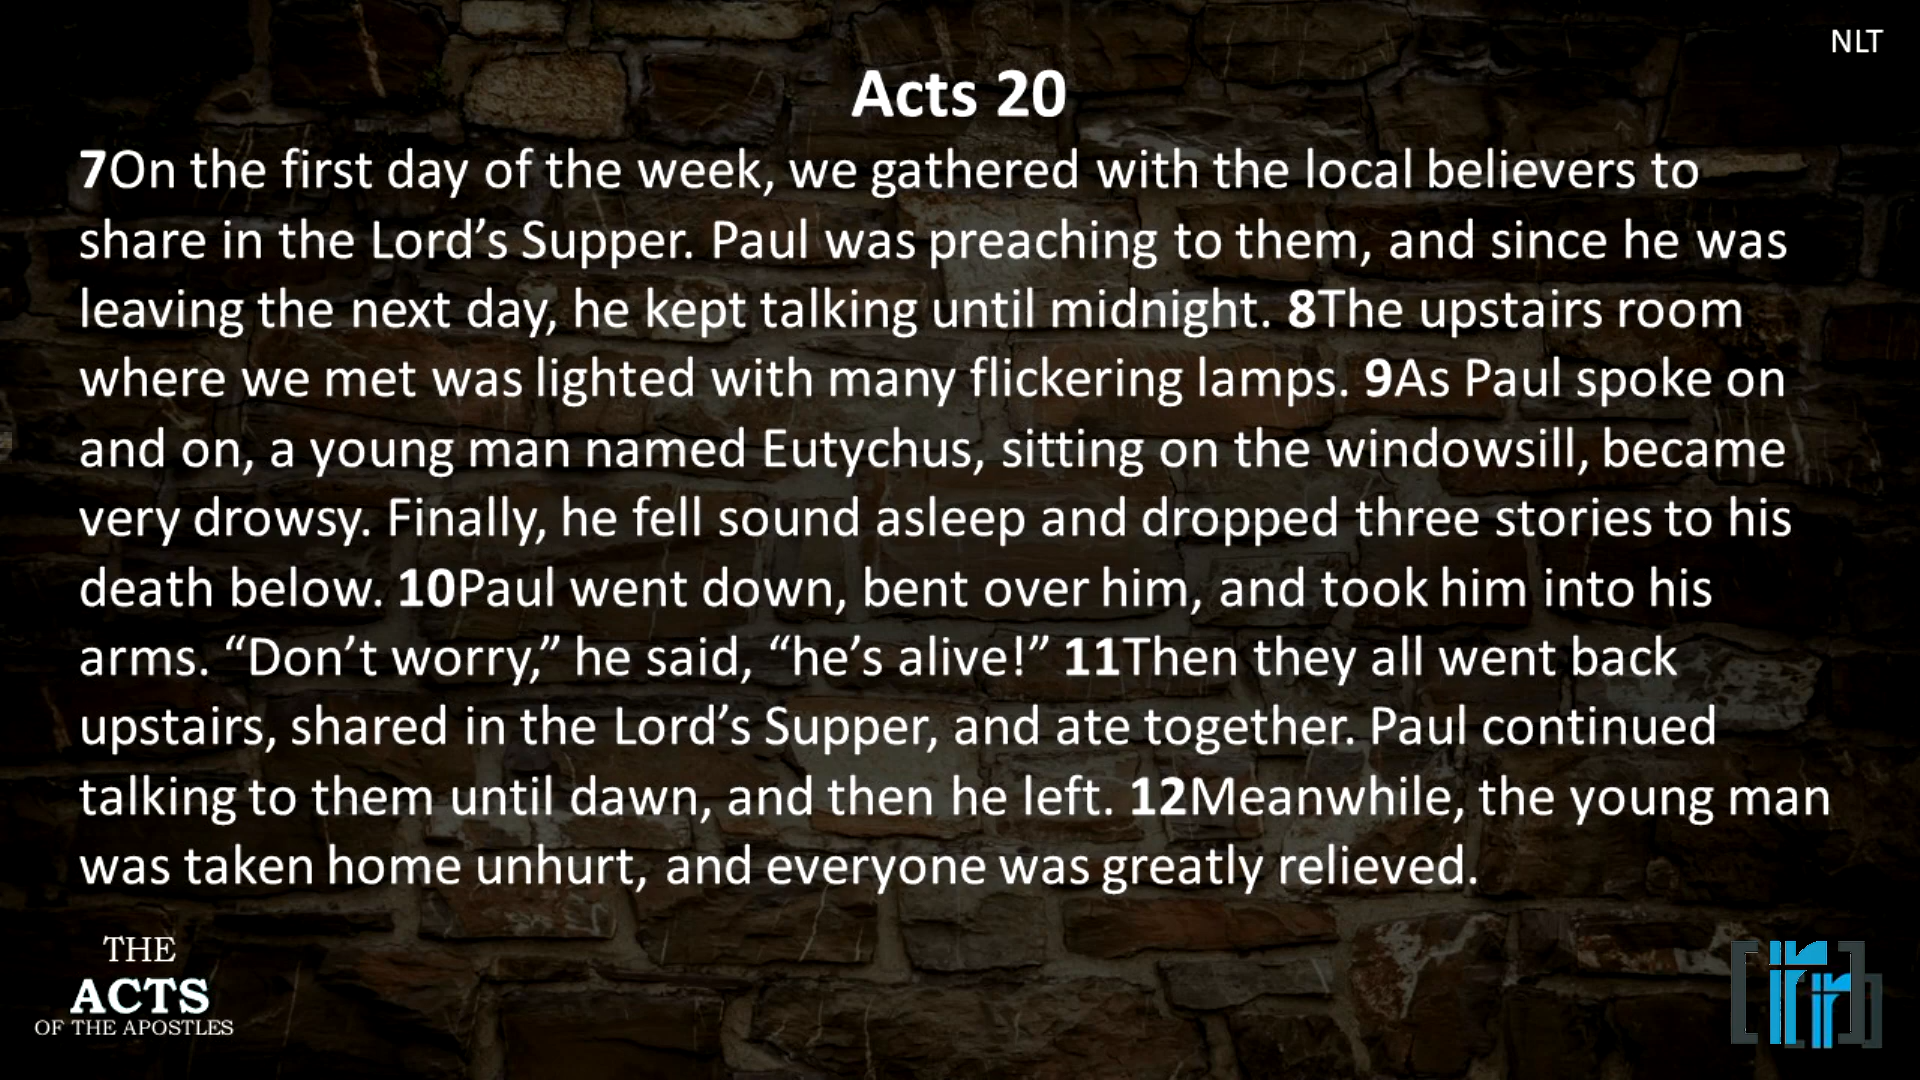 NLT
Acts 20
7On the first day of the week, we gathered with the local believers to
share in the Lord’s Supper. Paul was preaching to them, and since he was
leaving the next day, he kept talking until midnight. 8The upstairs room
where we met was lighted with many flickering lamps. 9As Paul spoke on
and on, a young man named Eutychus, sitting on the windowsill, became
very drowsy. Finally, he fell sound asleep and dropped three stories to his
death below. 10Paul went down, bent over him, and took him into his
arms. “Don’t worry,” he said, “he’s alive!” 11Then they all went back
upstairs, shared in the Lord’s Supper, and ate together. Paul continued
talking to them until dawn, and then he left. 12Meanwhile, the young man
was taken home unhurt, and everyone was greatly relieved.
THE
ACTS
OF THE APOSTLES